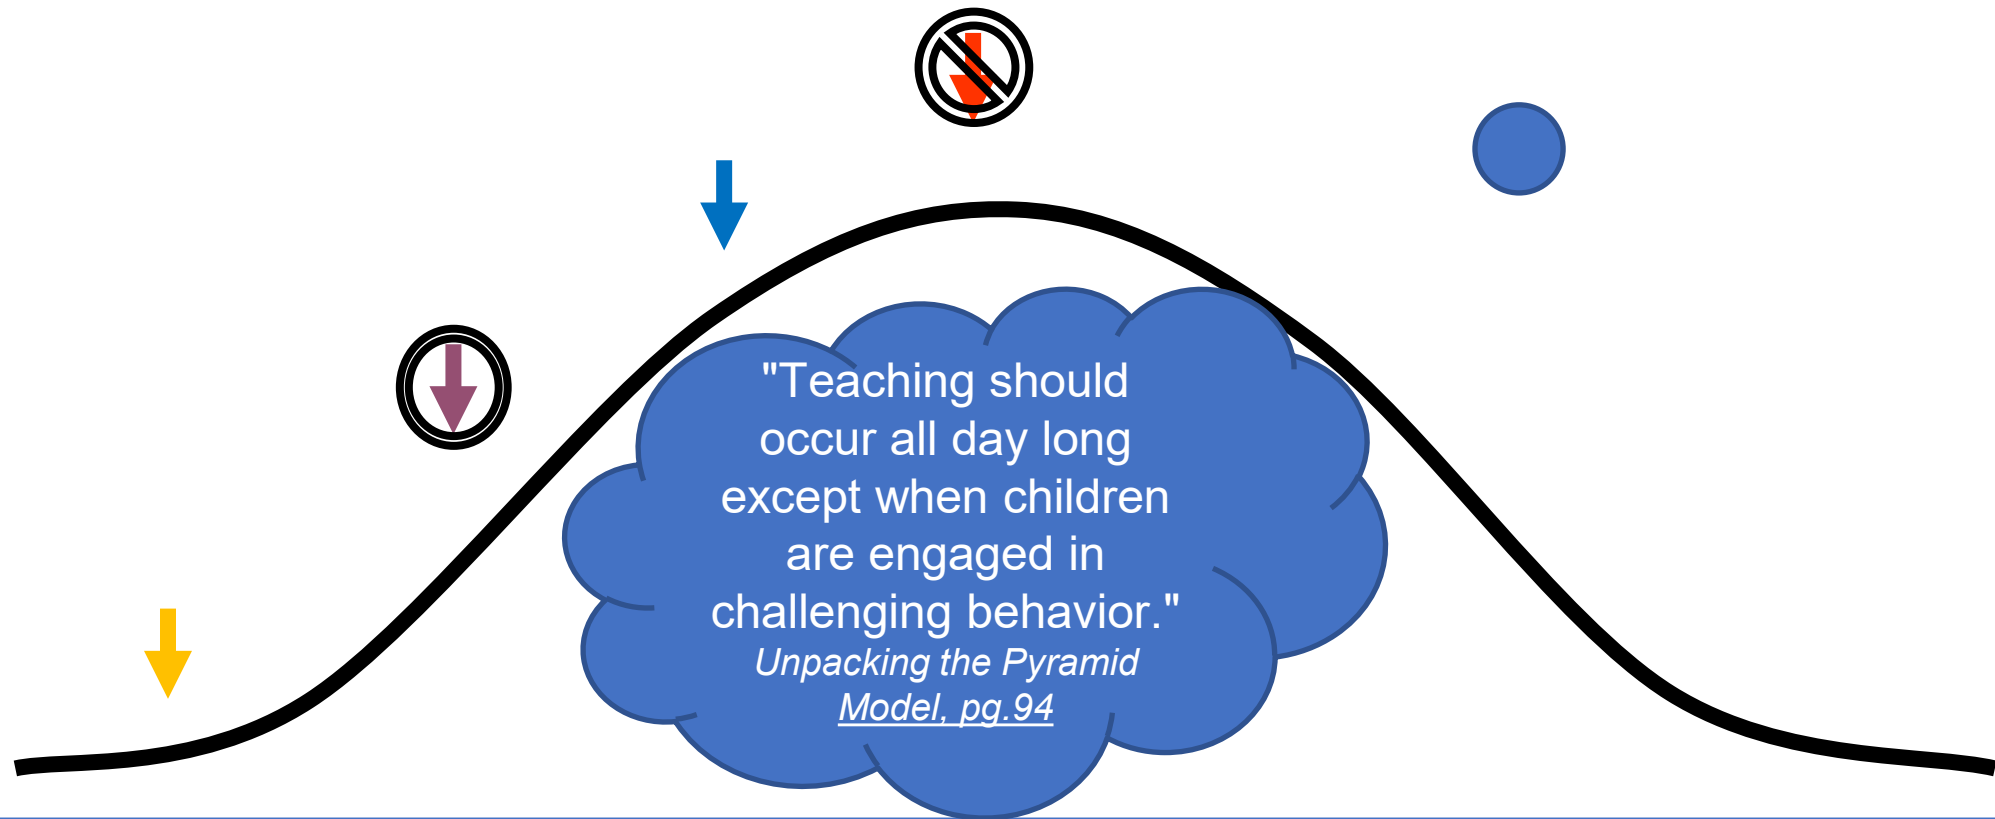 "Teaching should
occur all day long
except when children
are engaged in
challenging behavior."
Unpacking the Pyramid
Model, pg.94